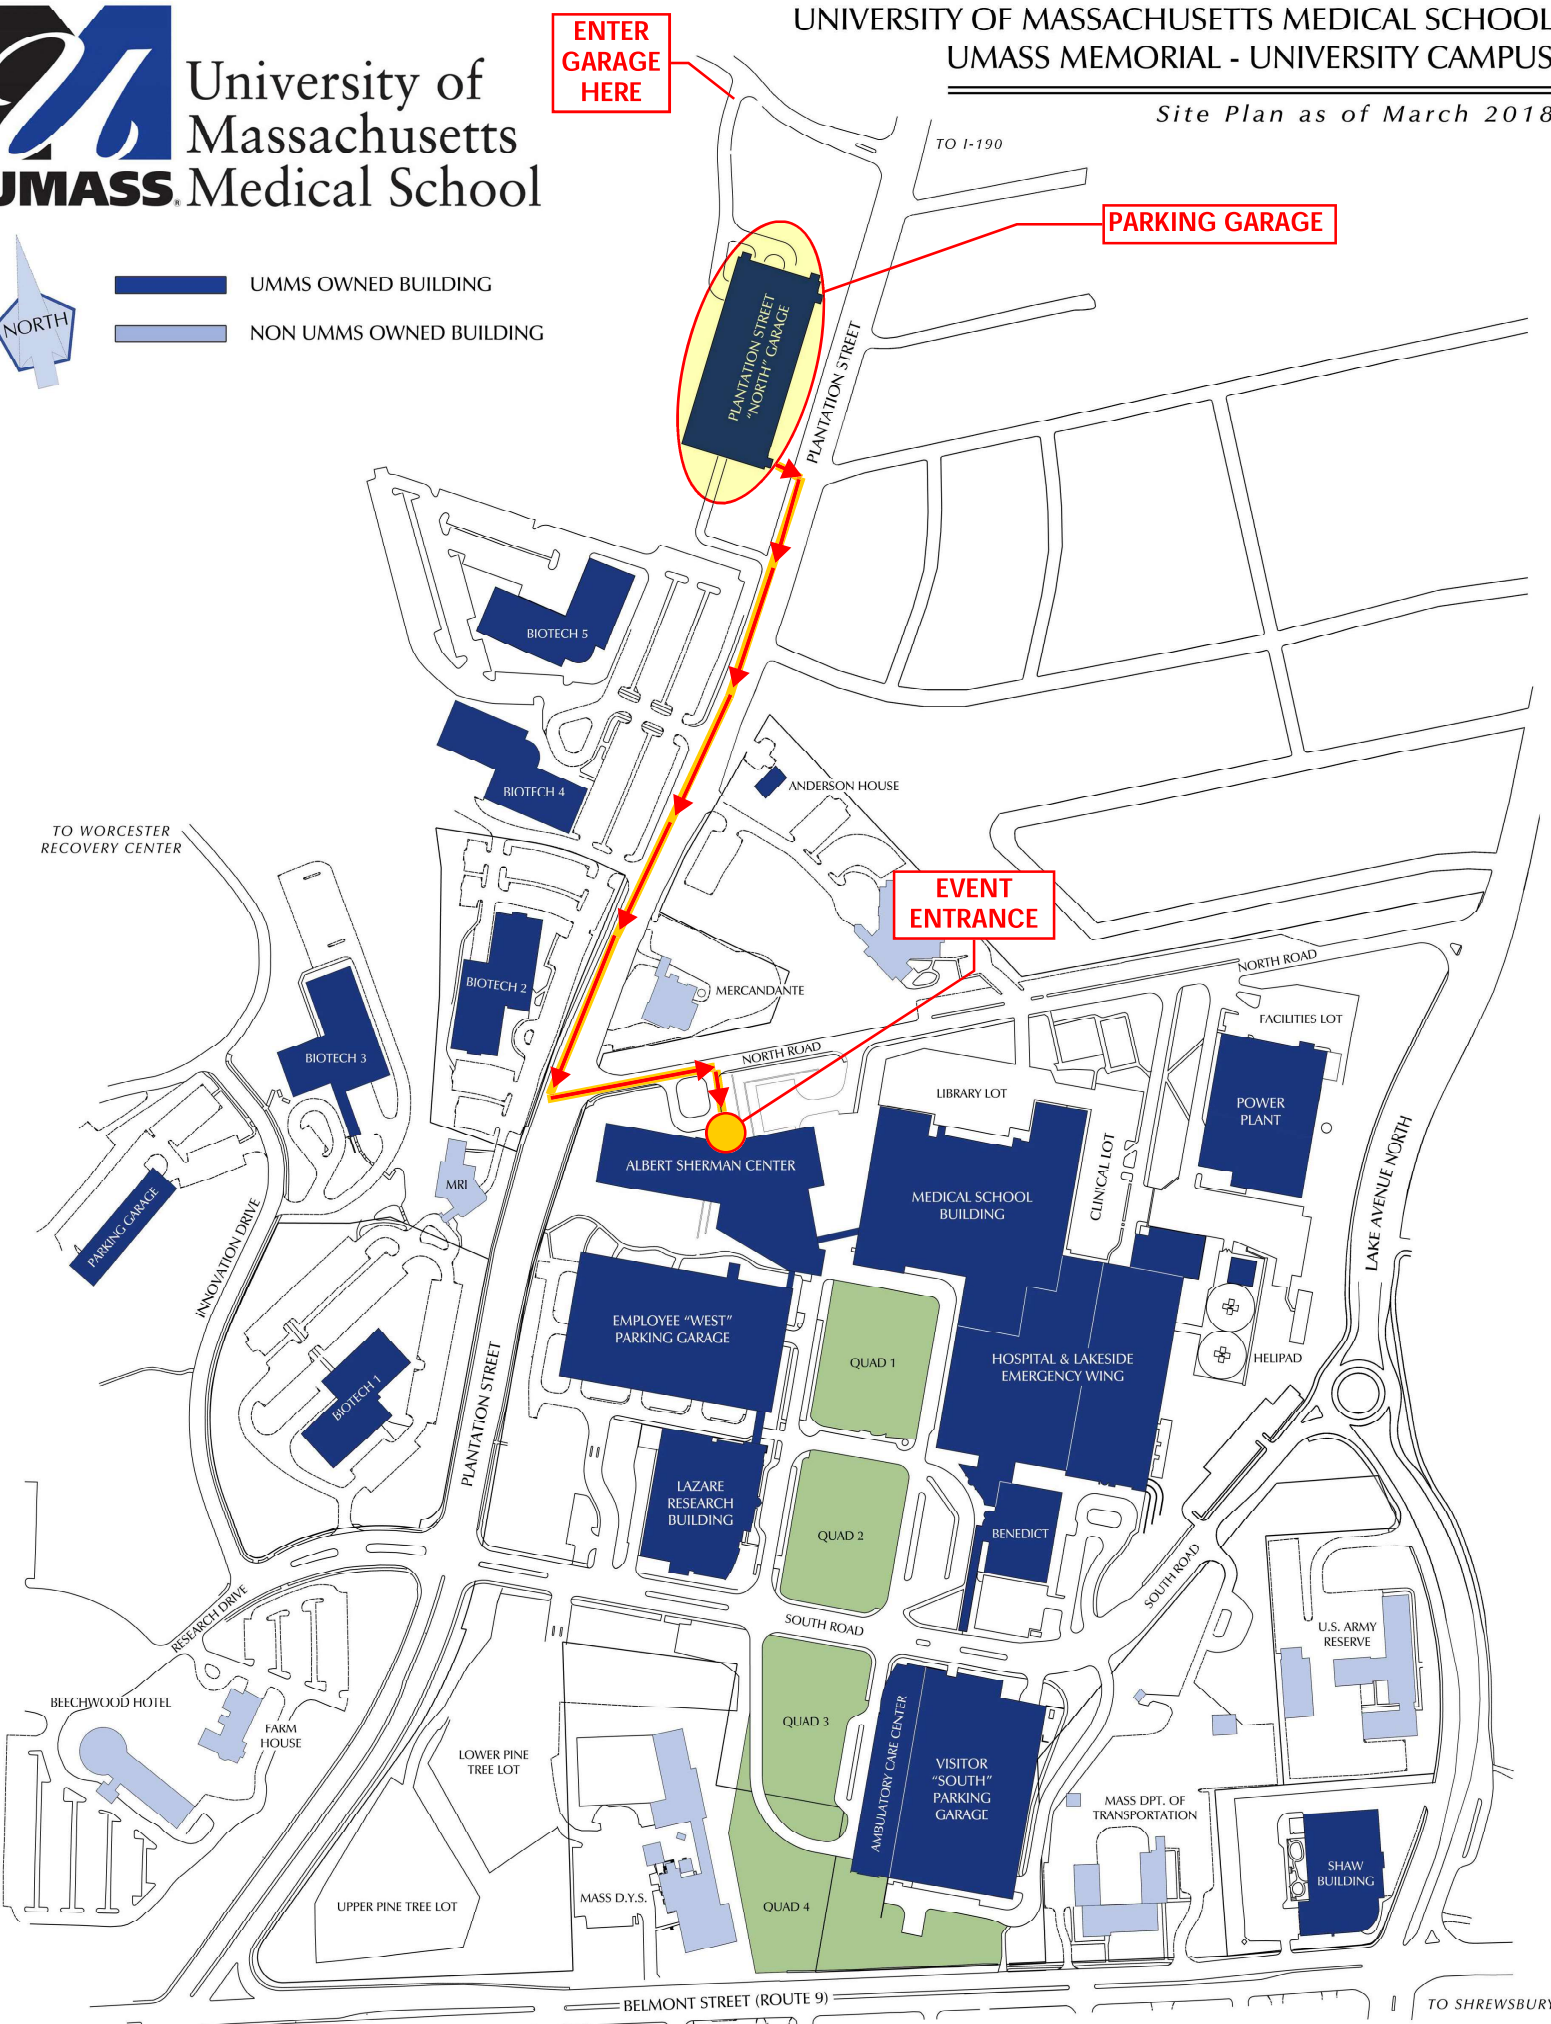 UNIVERSITY OF MASSACHUSETTS MEDICAL SCHOOL
UMASS MEMORIAL - UNIVERSITY CAMPUS
Site Plan as of March 2018
University of
Massachusetts
Medical School
UMASS®
ENTER
GARAGE
HERE
TO I-190
PARKING GARAGE
NORTH
UMMS OWNED BUILDING
NON UMMS OWNED BUILDING
PLANTATION STREET
"NORTH" GARAGE
PLANTATION STREET
BIOTECH 5
BIOTECH 4
ANDERSON HOUSE
TO WORCESTER
RECOVERY CENTER
EVENT
ENTRANCE
BIOTECH 2
MERCANDANTE
NORTH ROAD
FACILITIES LOT
BIOTECH 3
NORTH ROAD
LIBRARY LOT
POWER
PLANT
ALBERT SHERMAN CENTER
MRI
MEDICAL SCHOOL
BUILDING
CLINICAL LOT
LAKE AVENUE NORTH
PARKING GARAGE
INNOVATION DRIVE
EMPLOYEE "WEST"
PARKING GARAGE
QUAD 1
HOSPITAL & LAKESIDE
EMERGENCY WING
HELIPAD
BIOTECH 1
PLANTATION STREET
LAZARE
RESEARCH
BUILDING
QUAD 2
BENEDICT
SOUTH ROAD
RESEARCH DRIVE
SOUTH ROAD
U.S. ARMY
RESERVE
BEECHWOOD HOTEL
FARM
HOUSE
QUAD 3
AMBULATORY CARE CENTER
LOWER PINE
TREE LOT
VISITOR
"SOUTH"
PARKING
GARAGE
MASS DPT. OF
TRANSPORTATION
SHAW
BUILDING
UPPER PINE TREE LOT
MASS D.Y.S.
QUAD 4
BELMONT STREET (ROUTE 9)
TO SHREWSBURY